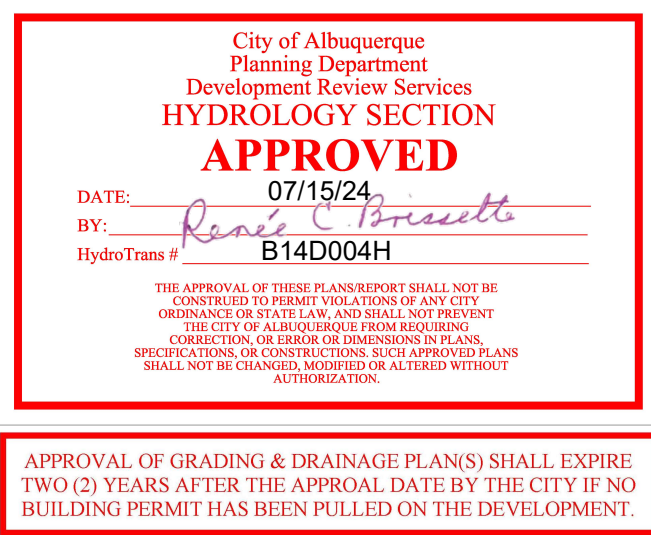 City of Albuquerque
Planning Department
Development Review Services
HYDROLOGY SECTION
APPROVED
DATE: 07/15/24
BY: Renée C. Brissette
HydroTrans # B14D004H
THE APPROVAL OF THESE PLANS/REPORT SHALL NOT BE
CONSTRUED TO PERMIT VIOLATIONS OF ANY CITY
ORDINANCE OR STATE LAW, AND SHALL NOT PREVENT
THE CITY OF ALBUQUERQUE FROM REQUIRING
CORRECTION, OR ERROR OR DIMENSIONS IN PLANS,
SPECIFICATIONS, OR CONSTRUCTIONS. SUCH APPROVED PLANS
SHALL NOT BE CHANGED, MODIFIED OR ALTERED WITHOUT
AUTHORIZATION.
APPROVAL OF GRADING & DRAINAGE PLAN(S) SHALL EXPIRE
TWO (2) YEARS AFTER THE APPROAL DATE BY THE CITY IF NO
BUILDING PERMIT HAS BEEN PULLED ON THE DEVELOPMENT.